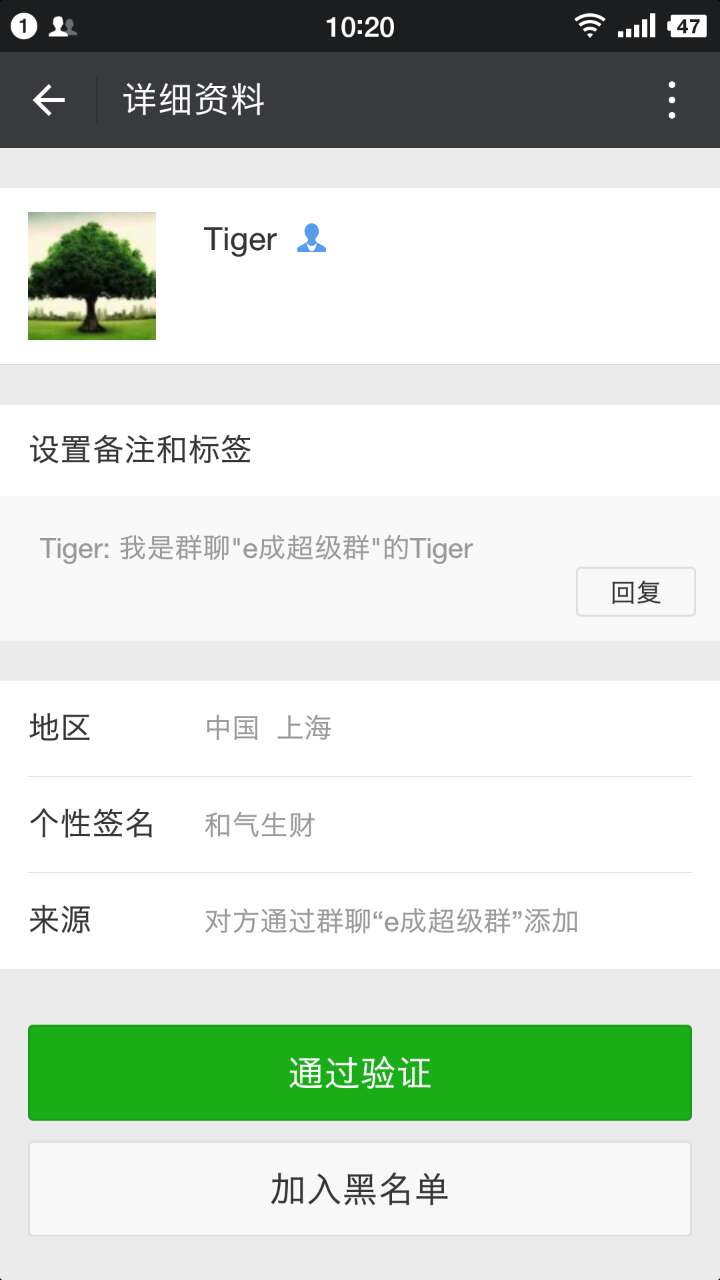 1
10:20
47
详细资料
Tiger
设置备注和标签
Tiger: 我是群聊"e成超级群"的Tiger
回复
地区 中国 上海
个性签名 和气生财
来源 对方通过群聊“e成超级群”添加
通过验证
加入黑名单